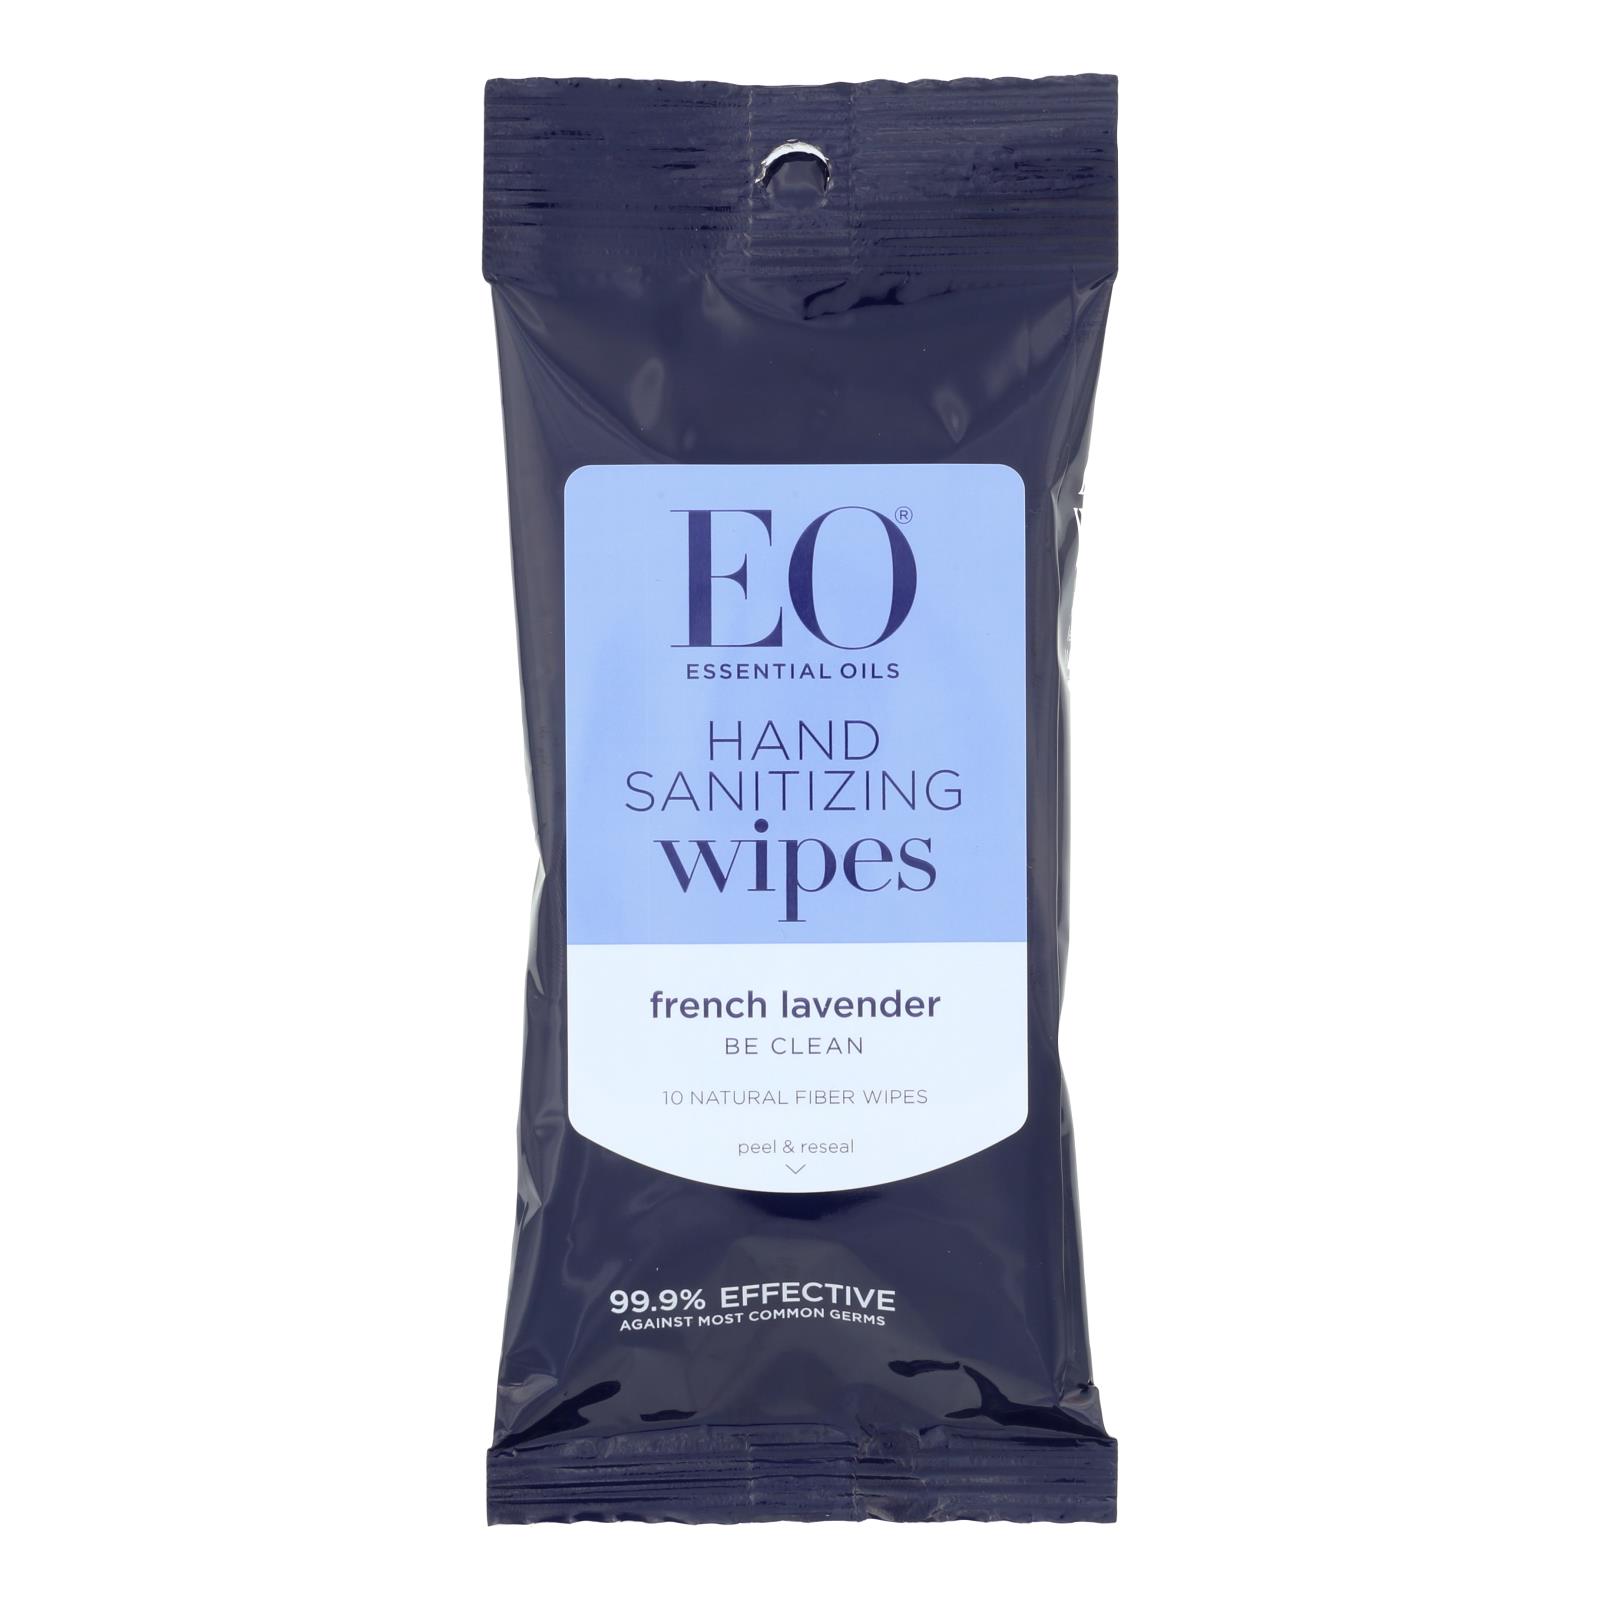 EO®
ESSENTIAL OILS
HAND
SANITIZING
wipes
french lavender
BE CLEAN
10 NATURAL FIBER WIPES
peel & reseal
99.9% EFFECTIVE
AGAINST MOST COMMON GERMS